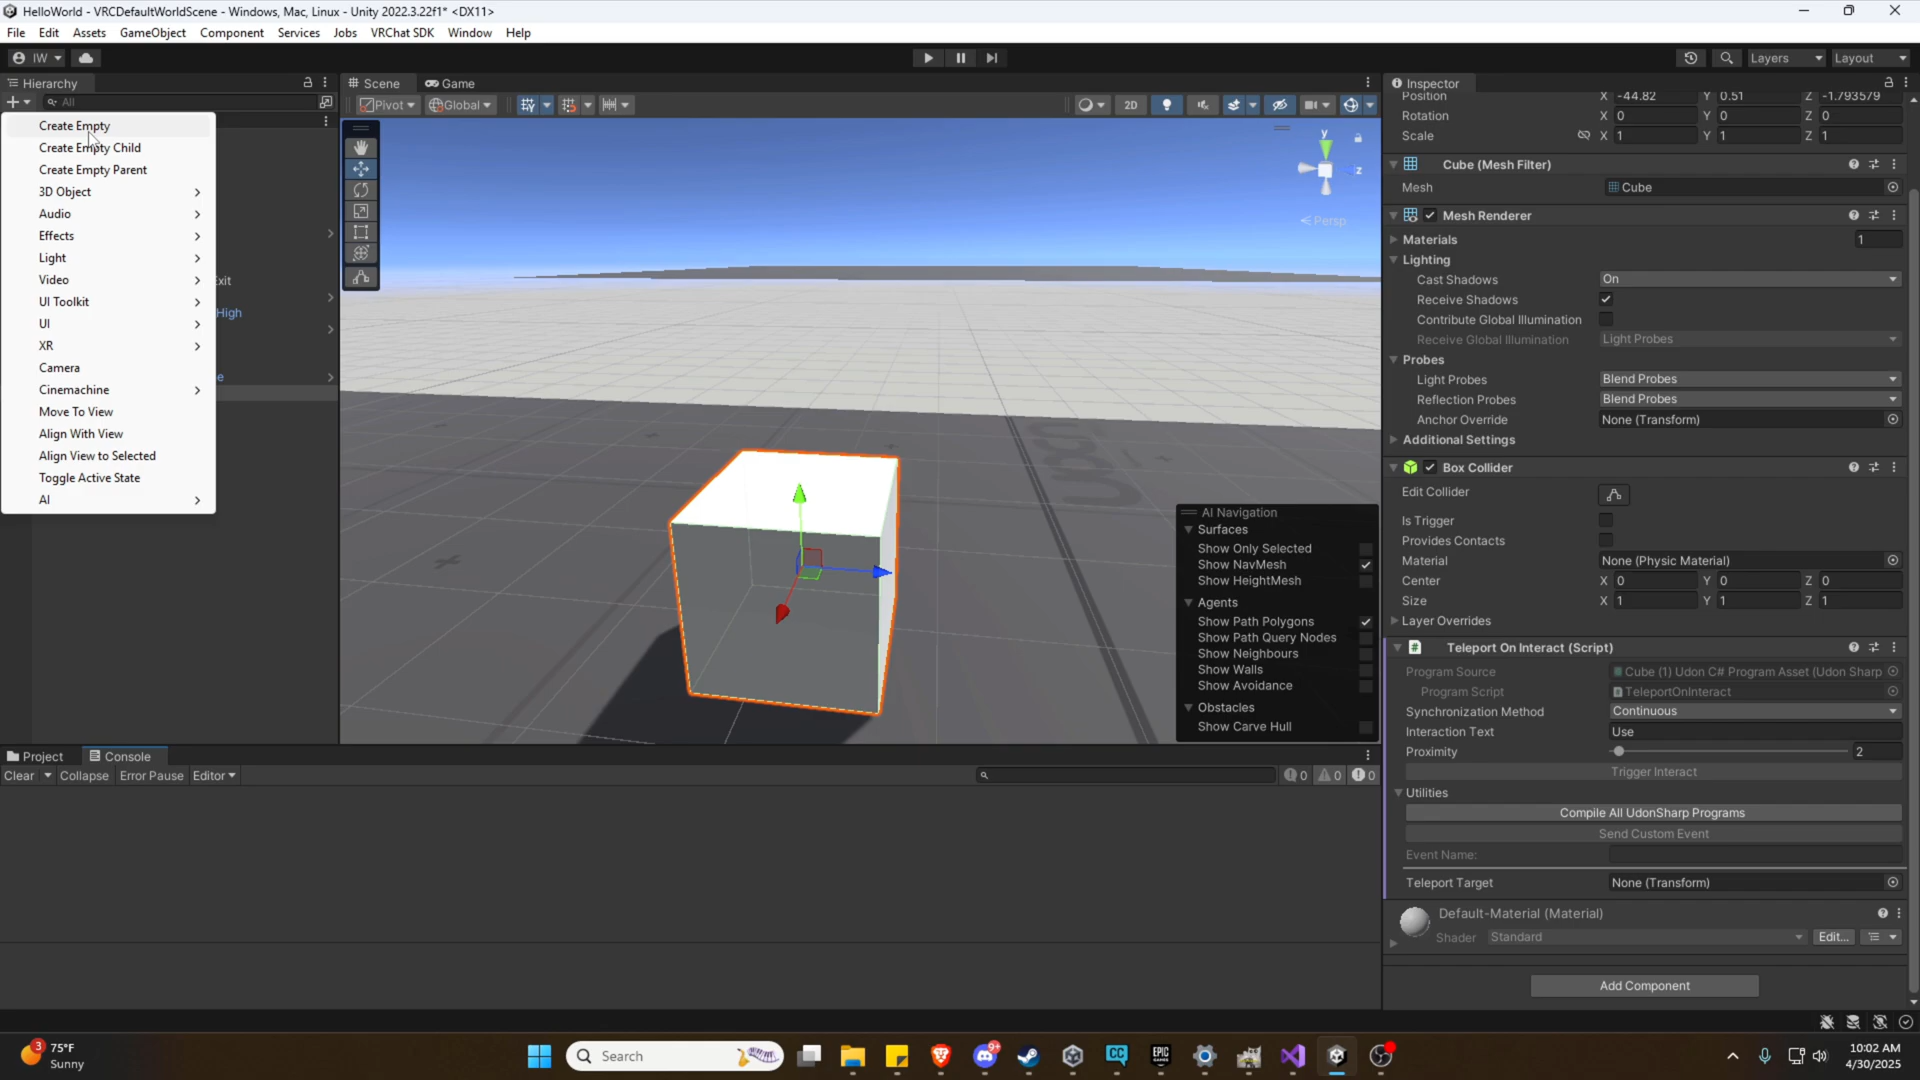 HelloWorld - VRCDefaultWorldScene - Windows, Mac, Linux - Unity 2022.3.22f1* <DX11>
File Edit Assets GameObject Component Services Jobs VRChat SDK Window Help
IW Layers Layout
Hierarchy
All
Create Empty
Create Empty Child
Create Empty Parent
3D Object
Audio
Effects
Light
Video
UI Toolkit
UI
XR
Camera
Cinemachine
Move To View
Align With View
Align View to Selected
Toggle Active State
AI
Exit
High
e
Scene Game
Pivot Global 2D
y
z
Persp
AI Navigation
Surfaces
Show Only Selected
Show NavMesh
Show HeightMesh
Agents
Show Path Polygons
Show Path Query Nodes
Show Neighbours
Show Walls
Show Avoidance
Obstacles
Show Carve Hull
Inspector
Position X -44.82 Y 0.51 Z -1.793579
Rotation X 0 Y 0 Z 0
Scale X 1 Y 1 Z 1
Cube (Mesh Filter)
Mesh Cube
Mesh Renderer
Materials 1
Lighting
Cast Shadows On
Receive Shadows
Contribute Global Illumination
Receive Global Illumination Light Probes
Probes
Light Probes Blend Probes
Reflection Probes Blend Probes
Anchor Override None (Transform)
Additional Settings
Box Collider
Edit Collider
Is Trigger
Provides Contacts
Material None (Physic Material)
Center X 0 Y 0 Z 0
Size X 1 Y 1 Z 1
Layer Overrides
Teleport On Interact (Script)
Program Source Cube (1) Udon C# Program Asset (Udon Sharp
Program Script TeleportOnInteract
Synchronization Method Continuous
Interaction Text Use
Proximity 2
Trigger Interact
Utilities
Compile All UdonSharp Programs
Send Custom Event
Event Name:
Teleport Target None (Transform)
Default-Material (Material)
Shader Standard Edit...
Add Component
Project Console
Clear Collapse Error Pause Editor 0 0 0
3 75°F
Sunny
Search
9+
CC
EPIC GAMES
10:02 AM
4/30/2025